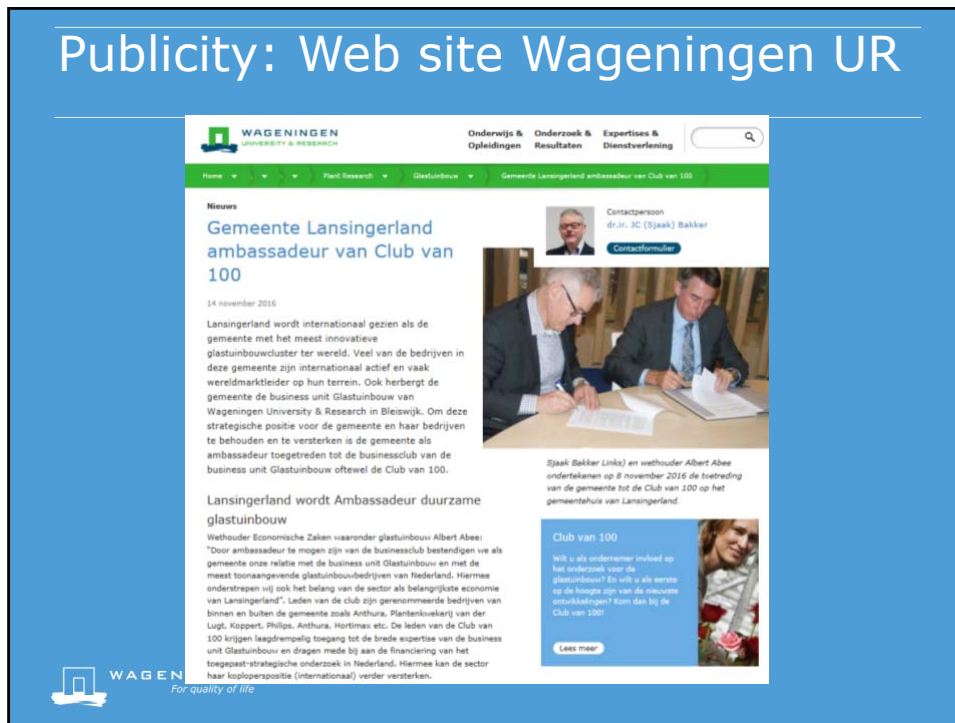 Publicity: Web site Wageningen UR
WAGENINGEN
UNIVERSITY & RESEARCH
Onderwijs &
Opleidingen
Onderzoek &
Resultaten
Expertises &
Dienstverlening
Home
Plant Research
Glastuinbouw
Gemeente Lansingerland ambassadeur van Club van 100
Nieuws
Gemeente Lansingerland
ambassadeur van Club van
100
14 november 2016
Lansingerland wordt internationaal gezien als de
gemeente met het meest innovatieve
glastuinbouwcluster ter wereld. Veel van de bedrijven in
deze gemeente zijn internationaal actief en vaak
wereldmarktleider op hun terrein. Ook herbergt de
gemeente de business unit Glastuinbouw van
Wageningen University & Research in Bleiswijk. Om deze
strategische positie voor de gemeente en haar bedrijven
te behouden en te versterken is de gemeente als
ambassadeur toegetreden tot de businessclub van de
business unit Glastuinbouw oftewel de Club van 100.
Lansingerland wordt Ambassadeur duurzame
glastuinbouw
Wethouder Economische Zaken waaronder glastuinbouw Albert Abee:
"Door ambassadeur te mogen zijn van de businessclub bestendigen we als
gemeente onze relatie met de business unit Glastuinbouw en met de
meest toonaangevende glastuinbouwbedrijven van Nederland. Hiermee
onderstrepen wij ook het belang van de sector als belangrijkste economie
van Lansingerland". Leden van de club zijn gerenommeerde bedrijven van
binnen en buiten de gemeente zoals Anthura, Plantenkwekerij van der
Lugt, Koppert, Philips, Anthura, Hortimax etc. De leden van de Club van
100 krijgen laagdrempelig toegang tot de brede expertise van de business
unit Glastuinbouw en dragen mede bij aan de financiering van het
toegepast-strategische onderzoek in Nederland. Hiermee kan de sector
haar koploperspositie (internationaal) verder versterken.
Contactpersoon
dr.ir. JC (Sjaak) Bakker
Contactformulier
Sjaak Bakker Links) en wethouder Albert Abee
ondertekenen op 8 november 2016 de toetreding
van de gemeente tot de Club van 100 op het
gemeentehuis van Lansingerland.
Club van 100
Wilt u als ondernemer invloed op
het onderzoek voor de
glastuinbouw? En wilt u als eerste
op de hoogte zijn van de nieuwste
ontwikkelingen? Kom dan bij de
Club van 100!
Lees meer
WAGEN
For quality of life